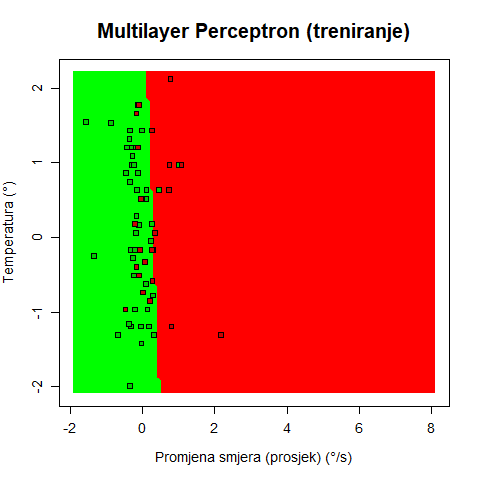 Multilayer Perceptron (treniranje)
Temperatura (°)
2
1
0
-1
-2
-2 0 2 4 6 8
Promjena smjera (prosjek) (°/s)